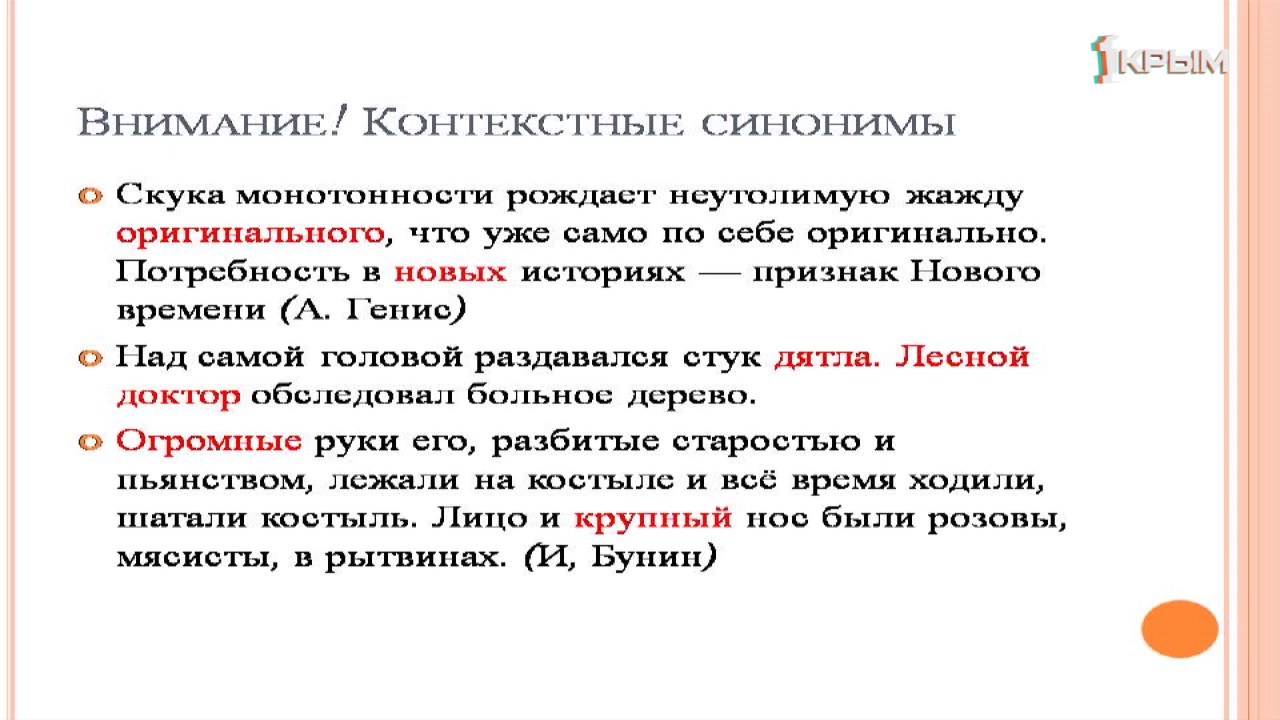 1КРЫМ
ВНИМАНИЕ! КОНТЕКСТНЫЕ СИНОНИМЫ
Скука монотонности рождает неутолимую жажду
оригинального, что уже само по себе оригинально.
Потребность в новых историях — признак Нового
времени (А. Генис)
Над самой головой раздавался стук дятла. Лесной
доктор обследовал больное дерево.
Огромные руки его, разбитые старостью и
пьянством, лежали на костыле и всё время ходили,
шатали костыль. Лицо и крупный нос были розовы,
мясисты, в рытвинах. (И, Бунин)